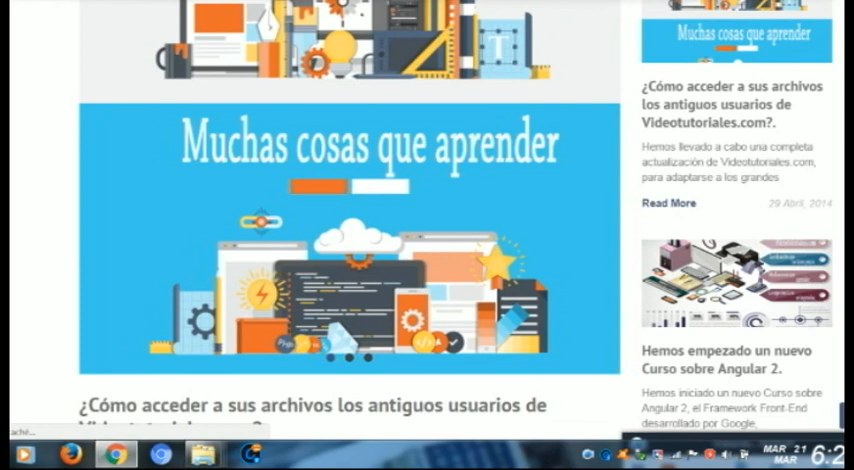 Muchas cosas que aprender
¿Cómo acceder a sus archivos los antiguos usuarios de
aché...
Muchas cosas que aprender
¿Cómo acceder a sus archivos
los antiguos usuarios de
Videotutoriales.com?.
Hemos llevado a cabo una completa
actualización de Videotutoriales.com,
para adaptarse a los grandes
Read More
29 Abril, 2014
Hemos empezado un nuevo
Curso sobre Angular 2.
Hemos iniciado un nuevo Curso sobre
Angular 2, el Framework Front-End
desarrollado por Google,
MAR 21
MAR